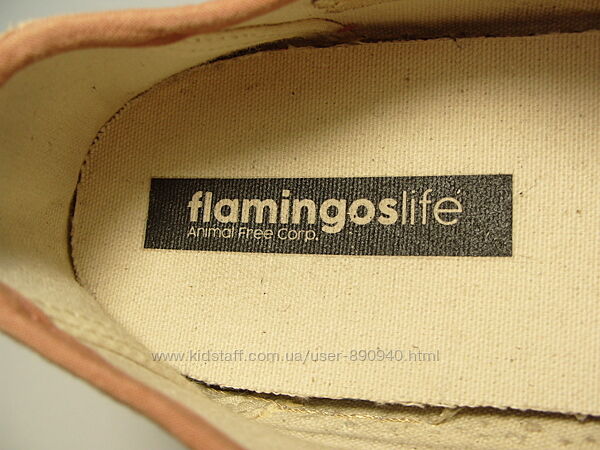 flamingoslife
Animal Free Corp.
www.kidstaff.com.ua/user-890940.html